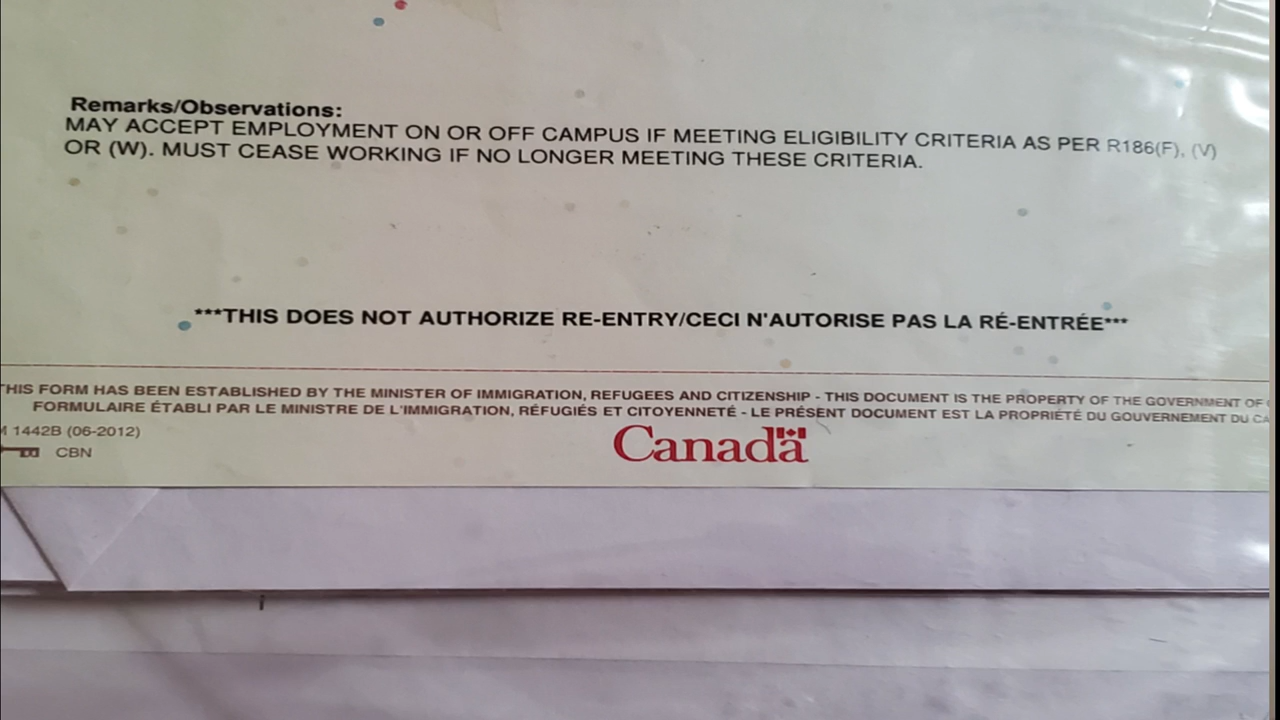 Remarks/Observations:
MAY ACCEPT EMPLOYMENT ON OR OFF CAMPUS IF MEETING ELIGIBILITY CRITERIA AS PER R186(F), (V)
OR (W). MUST CEASE WORKING IF NO LONGER MEETING THESE CRITERIA.
***THIS DOES NOT AUTHORIZE RE-ENTRY/CECI N'AUTORISE PAS LA RÉ-ENTRÉE***
THIS FORM HAS BEEN ESTABLISHED BY THE MINISTER OF IMMIGRATION, REFUGEES AND CITIZENSHIP - THIS DOCUMENT IS THE PROPERTY OF THE GOVERNMENT OF
FORMULAIRE ÉTABLI PAR LE MINISTRE DE L'IMMIGRATION, RÉFUGIÉS ET CITOYENNETÉ - LE PRÉSENT DOCUMENT EST LA PROPRIÉTÉ DU GOUVERNEMENT DU
1442B (06-2012)
CBN
Canada